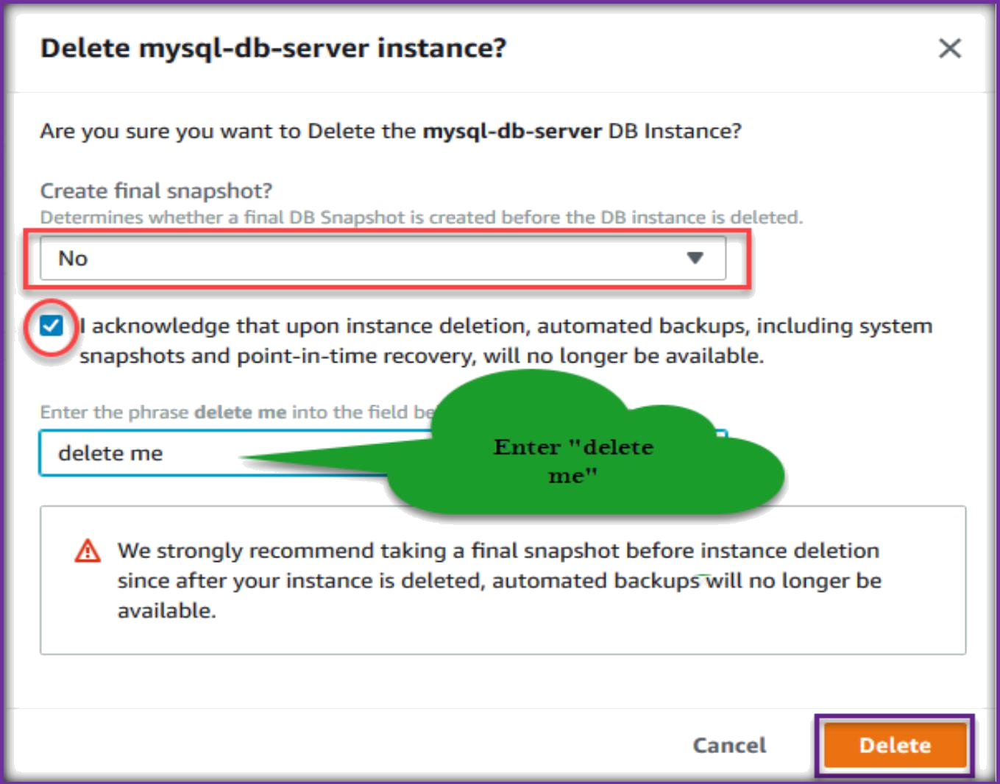 Delete mysql-db-server instance?
Are you sure you want to Delete the mysql-db-server DB Instance?
Create final snapshot?
Determines whether a final DB Snapshot is created before the DB instance is deleted.
No
I acknowledge that upon instance deletion, automated backups, including system
snapshots and point-in-time recovery, will no longer be available.
Enter the phrase delete me into the field
delete me
Enter "delete
me"
We strongly recommend taking a final snapshot before instance deletion
since after your instance is deleted, automated backups will no longer be
available.
Cancel
Delete